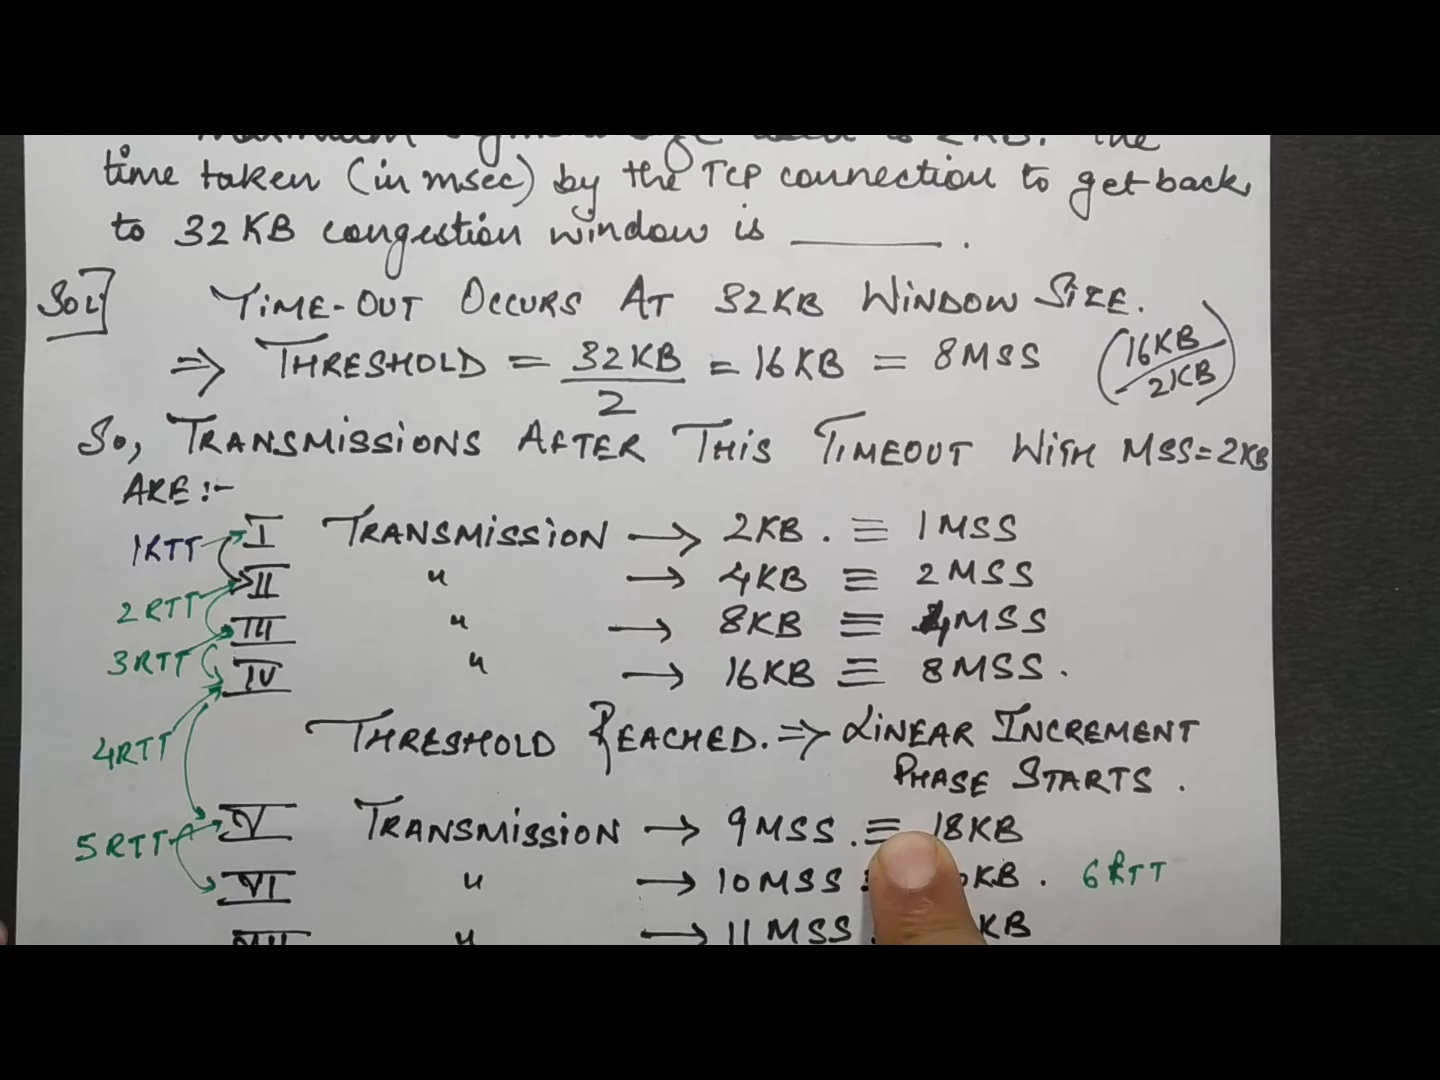 time taken (in msec) by the TCP connection to get back
to 32KB congestion window is ______.
SOL TIME-OUT OCCURS AT 32KB WINDOW SIZE.
⇒ THRESHOLD = 32KB/2 = 16KB = 8MSS (16KB/2KB)
SO, TRANSMISSIONS AFTER THIS TIMEOUT WITH MSS=2KB
ARE:-
1RTT I TRANSMISSION → 2KB. ≡ 1MSS
II " → 4KB ≡ 2MSS
2RTT III " → 8KB ≡ 4MSS
3RTT IV " → 16KB ≡ 8MSS.
4RTT THRESHOLD REACHED. ⇒ LINEAR INCREMENT
PHASE STARTS.
5RTT V TRANSMISSION → 9MSS. ≡ 18KB
VI " → 10MSS KB. 6RTT
" → 11MSS KB